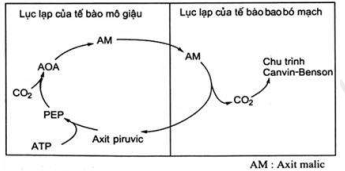 Lục lạp của tế bào mô giậu
Lục lạp của tế bào bao bó mạch
AM
AM
AOA
Chu trình
Canvin-Benson
CO₂
CO₂
PEP
ATP
Axit piruvic
AM : Axit malic